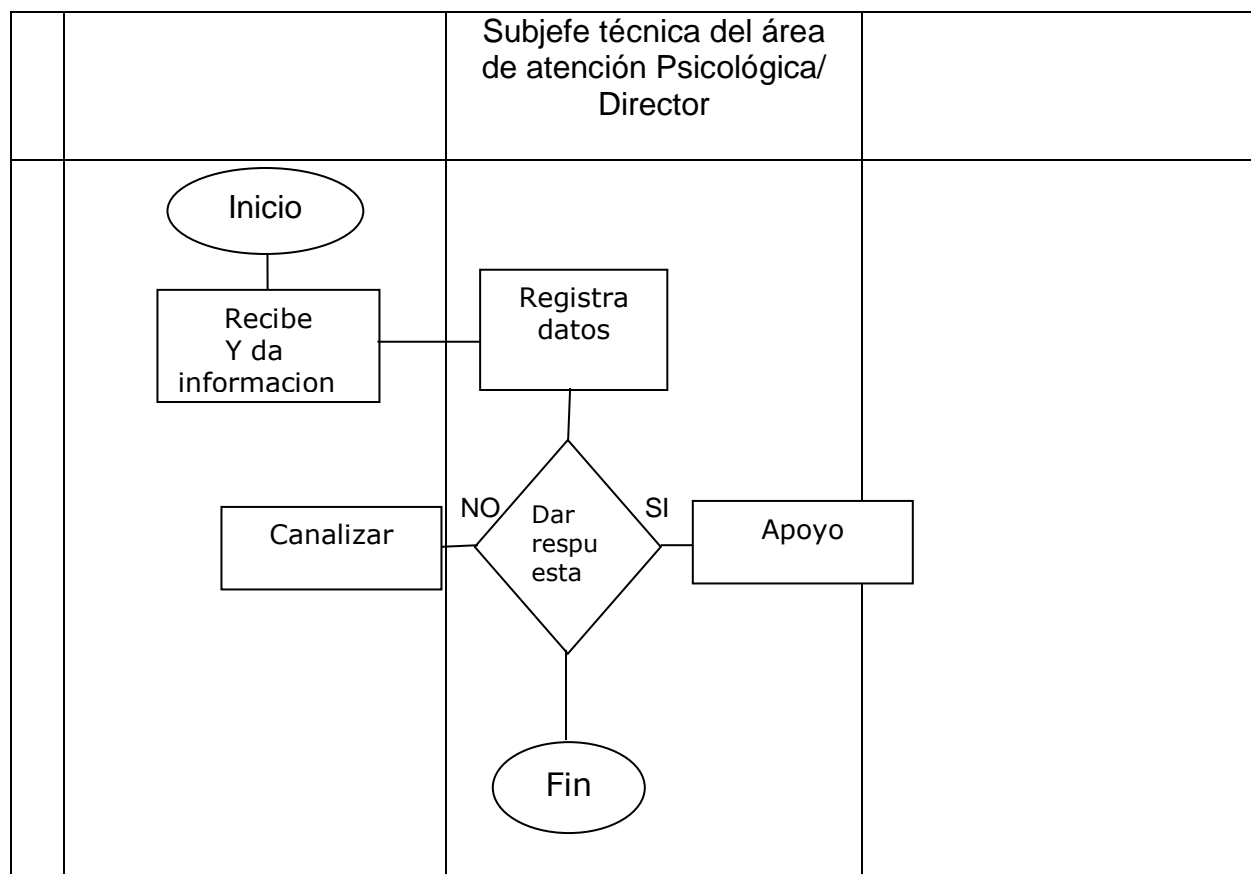 Subjefe técnica del área
de atención Psicológica/
Director
Inicio
Recibe
Y da
informacion
Registra
datos
NO
SI
Canalizar
Dar
respu
esta
Apoyo
Fin